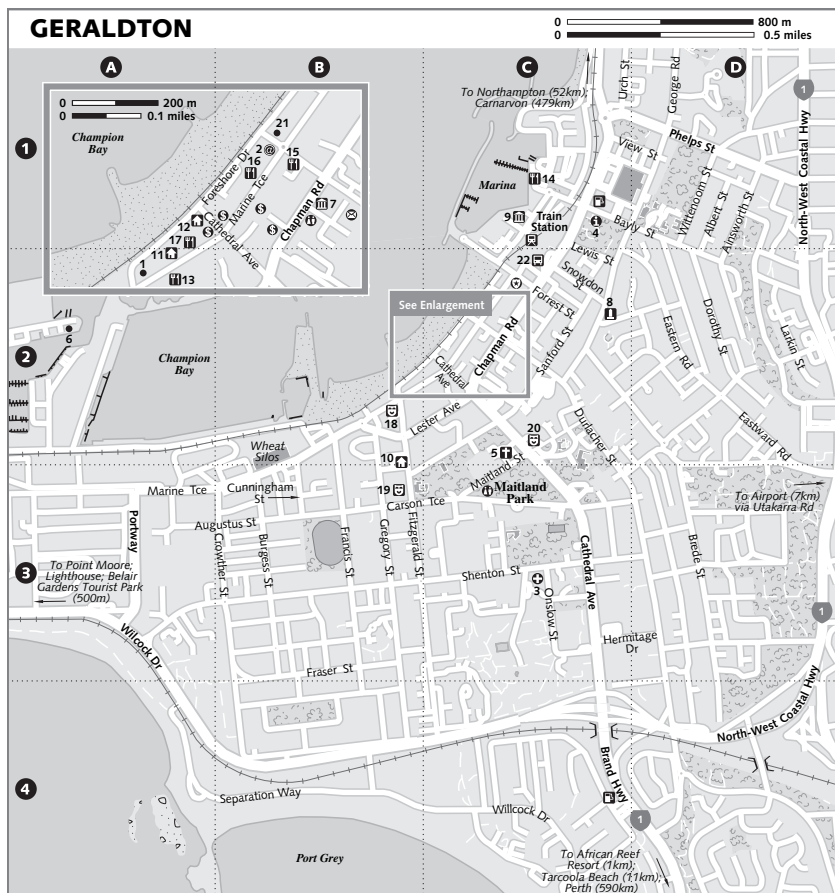 GERALDTON
0 800 m
0 0.5 miles
A
B
C
D
1
2
3
4
0 200 m
0 0.1 miles
Champion
Bay
21
2 @
16
15
Foreshore Dr
Marine Tce
Chapman Rd
7
12
$
$
$
$
17
Cathedral Ave
11
1
13
To Northampton (52km);
Carnarvon (479km)
Urch St
George Rd
Phelps St
View St
1
North-West Coastal Hwy
Marina
14
9
Train
Station
4
Bayly St
Wittenoom St
Albert St
Ainsworth St
22
Lewis St
Snowdon
St
Forrest St
8
See Enlargement
Chapman Rd
Cathedral
Ave
Sanford St
Eastern Rd
Dorothy St
Larkin St
6
Champion
Bay
18
Lester Ave
20
Durlacher St
Eastward Rd
Wheat
Silos
10
5
Maitland St
Maitland
Park
To Airport (7km)
via Utakarra Rd
Marine Tce
Cunningham
St
19
Carson Tce
Portway
Augustus St
Crowther St
Burgess St
Francis St
Gregory St
Fitzgerald St
Cathedral Ave
Brede St
To Point Moore;
Lighthouse; Belair
Gardens Tourist Park
(500m)
Shenton St
3
Onslow St
Hermitage
Dr
1
Wilcock Dr
Fraser St
North-West Coastal Hwy
Brand Hwy
Separation Way
Willcock Dr
1
Port Grey
To African Reef
Resort (1km);
Tarcoola Beach (1.1km);
Perth (590km)